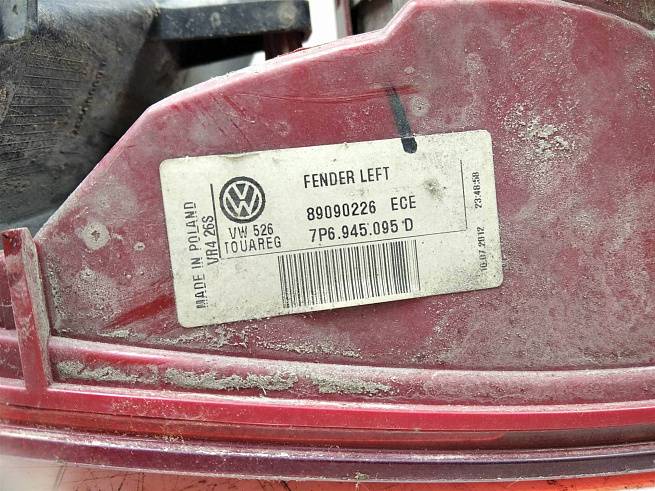 MADE IN POLAND
VR4 26S
VW 526
TOUAREG
FENDER LEFT
89090226 ECE
7P6.945.095 D
23:48:58
10.07.2012